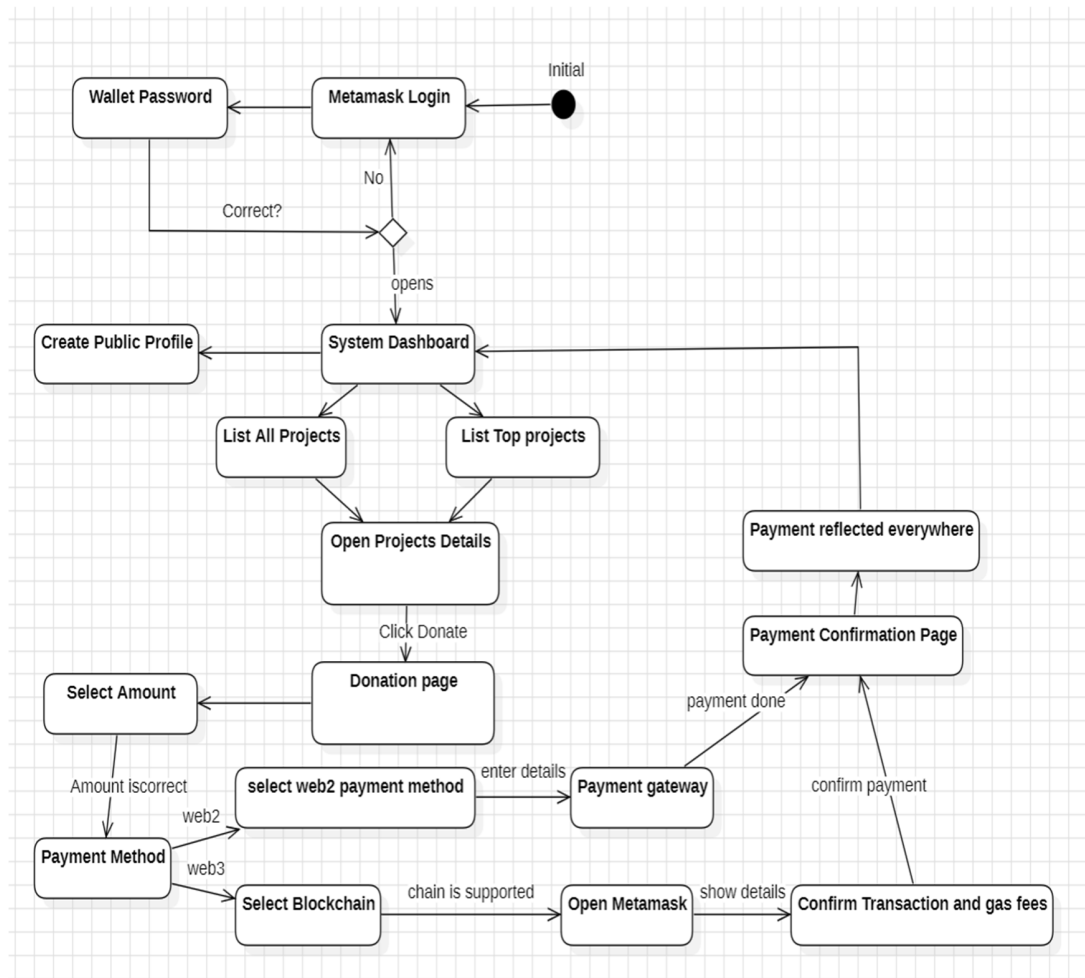 Initial
Wallet Password
Metamask Login
No
Correct?
opens
Create Public Profile
System Dashboard
List All Projects
List Top projects
Open Projects Details
Payment reflected everywhere
Click Donate
Payment Confirmation Page
Donation page
Select Amount
payment done
Amount iscorrect
select web2 payment method
enter details
Payment gateway
confirm payment
web2
Payment Method
web3
Select Blockchain
chain is supported
Open Metamask
show details
Confirm Transaction and gas fees